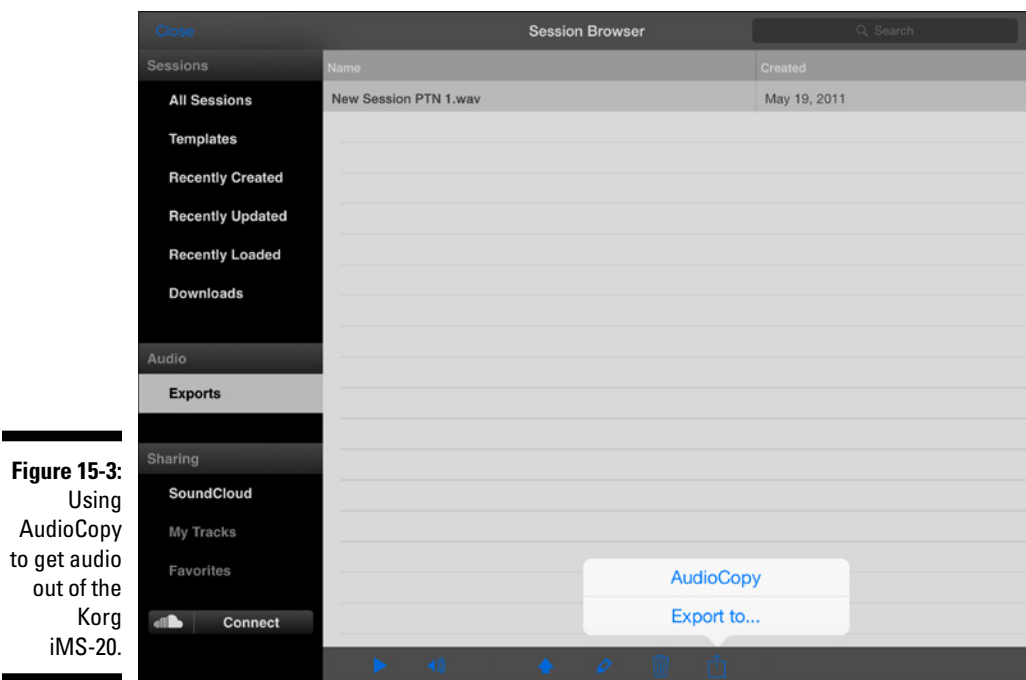 Close
Session Browser
Search
Sessions
All Sessions
Templates
Recently Created
Recently Updated
Recently Loaded
Downloads
Audio
Exports
Sharing
SoundCloud
My Tracks
Favorites
Connect
Name
Created
New Session PTN 1.wav
May 19, 2011
AudioCopy
Export to...
Figure 15-3:
Using
AudioCopy
to get audio
out of the
Korg
iMS-20.